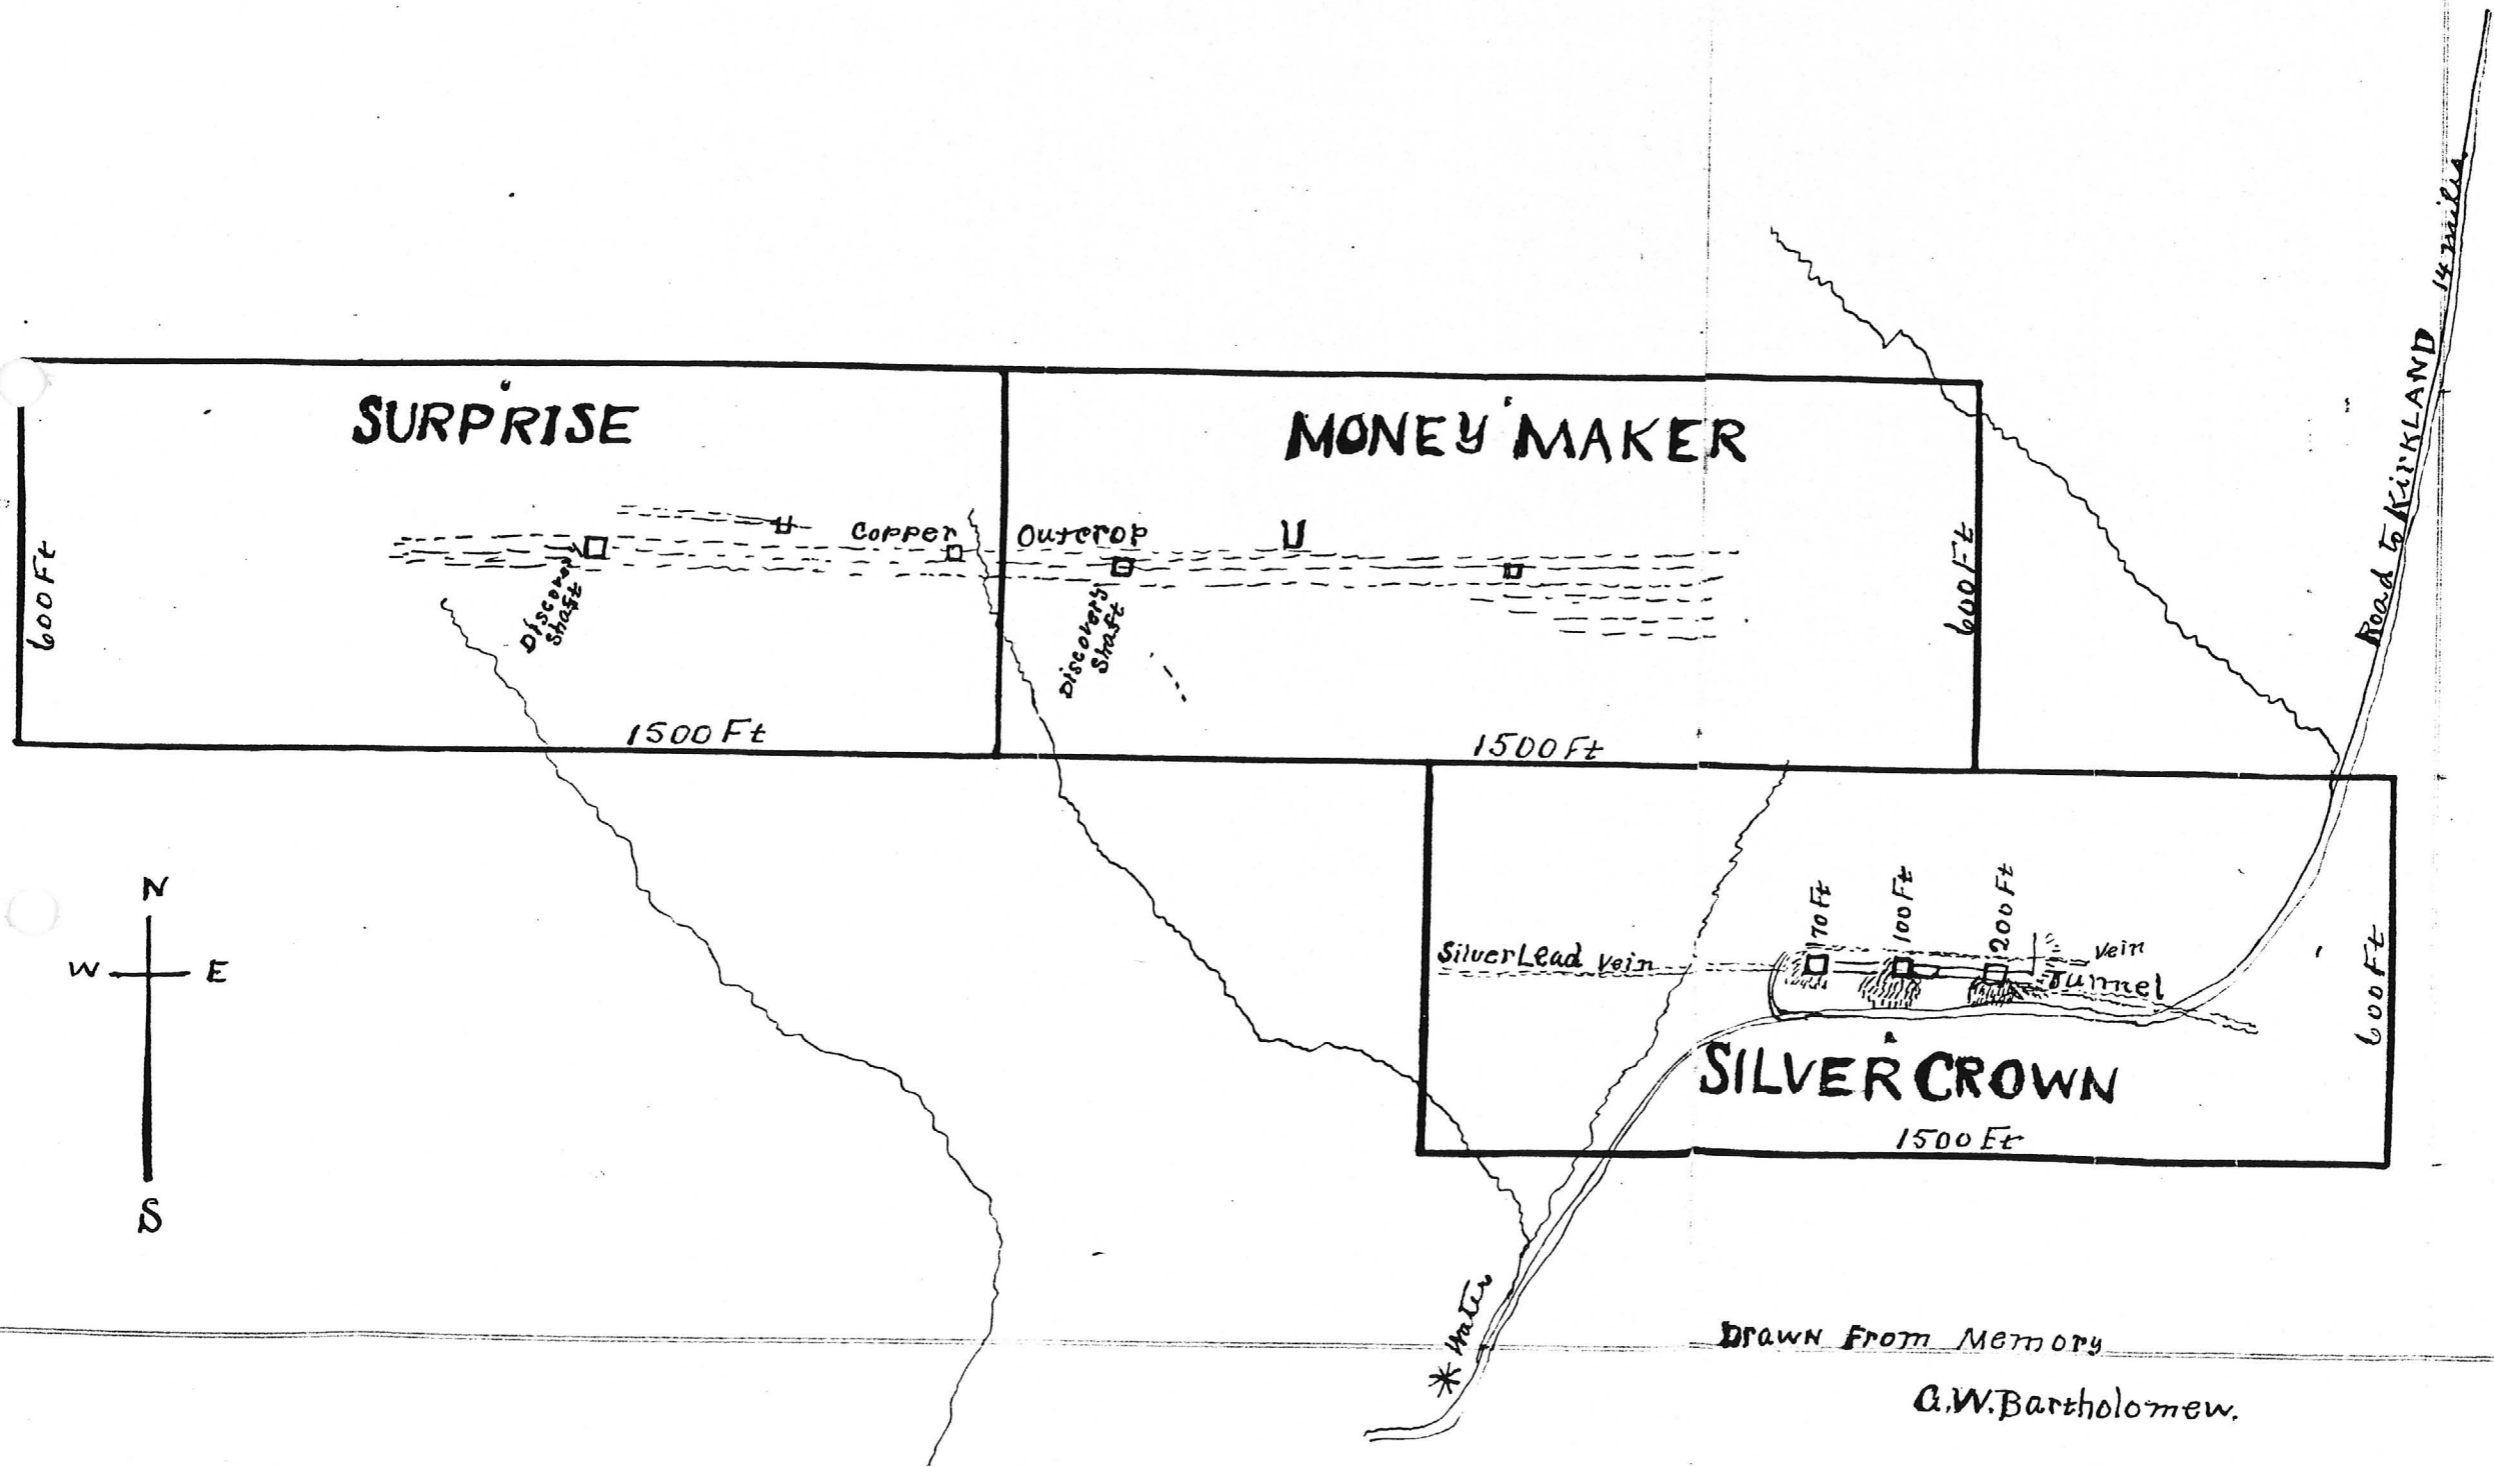 Road to KirKLAND 14 miles.
SURPRISE
MONEY MAKER
600 Ft
Copper
Outcrop
U
600 Ft
Discovery
Shaft
Discovery
Shaft
1500 Ft
1500 Ft
N
W
E
S
70 Ft
100 Ft
200 Ft
Silver Lead Vein
Vein
Tunnel
600 Ft
SILVER CROWN
1500 Ft
* Water
Drawn From Memory
G.W. Bartholomew.